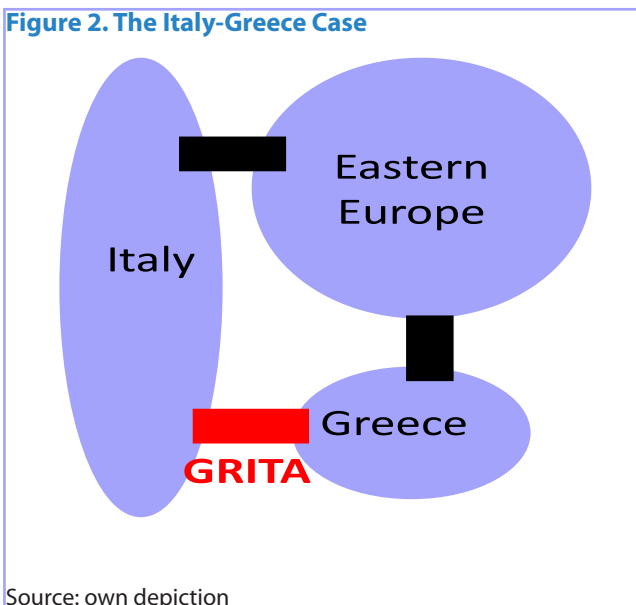 Figure 2. The Italy-Greece Case
Eastern
Europe
Italy
Greece
GRITA
Source: own depiction